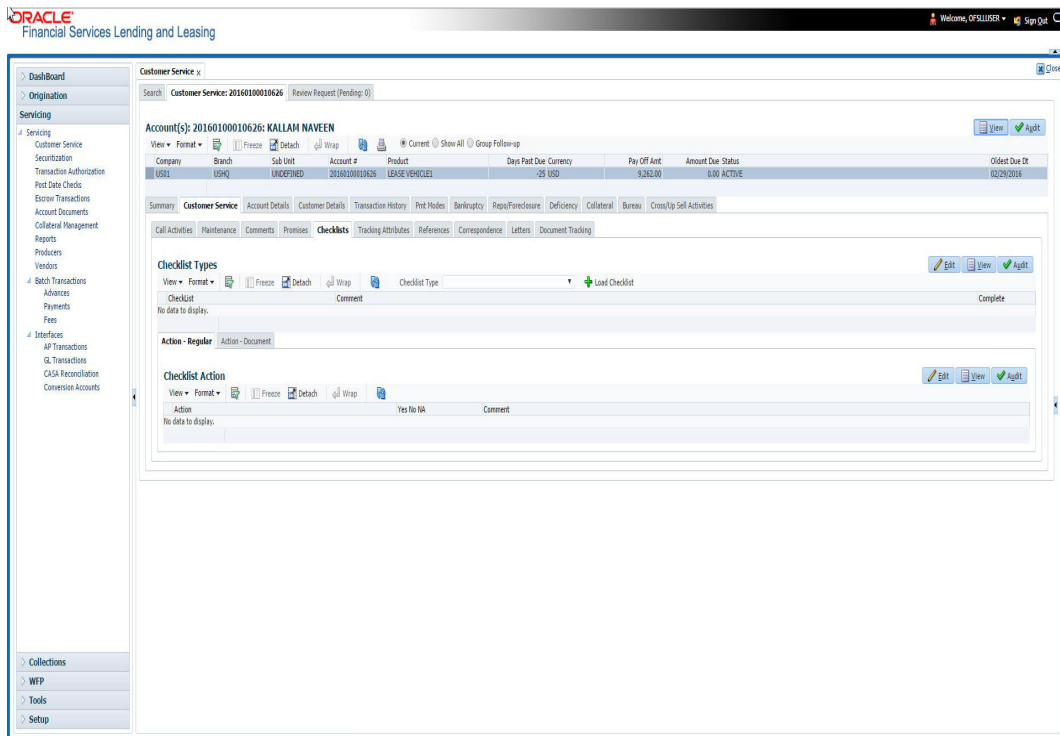 ORACLE
Financial Services Lending and Leasing
Welcome, OFSLLUSER
Sign Out
Close
DashBoard
Origination
Servicing
Servicing
Customer Service
Securitization
Transaction Authorization
Post Date Checks
Escrow Transactions
Account Documents
Collateral Management
Reports
Producers
Vendors
Batch Transactions
Advances
Payments
Fees
Interfaces
AP Transactions
GL Transactions
CASA Reconciliation
Conversion Accounts
Collections
WFP
Tools
Setup
Customer Service x
Search Customer Service: 20160100010626 Review Request (Pending: 0)
Account(s): 20160100010626: KALLAM NAVEEN
View Audit
View Format Freeze Detach Wrap Current Show All Group Follow-up
Company Branch Sub Unit Account # Product Days Past Due Currency Pay Off Amt Amount Due Status Oldest Due Dt
US01 USHQ UNDEFINED 20160100010626 LEASE VEHICLE1 -25 USD 9,262.00 0.00 ACTIVE 02/29/2016
Summary Customer Service Account Details Customer Details Transaction History Pmt Modes Bankruptcy Repo/Foreclosure Deficiency Collateral Bureau Cross/Up Sell Activities
Call Activities Maintenance Comments Promises Checklists Tracking Attributes References Correspondence Letters Document Tracking
Checklist Types
Edit View Audit
View Format Freeze Detach Wrap Checklist Type Load Checklist
CheckList Comment Complete
No data to display.
Action - Regular Action - Document
Checklist Action
Edit View Audit
View Format Freeze Detach Wrap
Action Yes No NA Comment
No data to display.